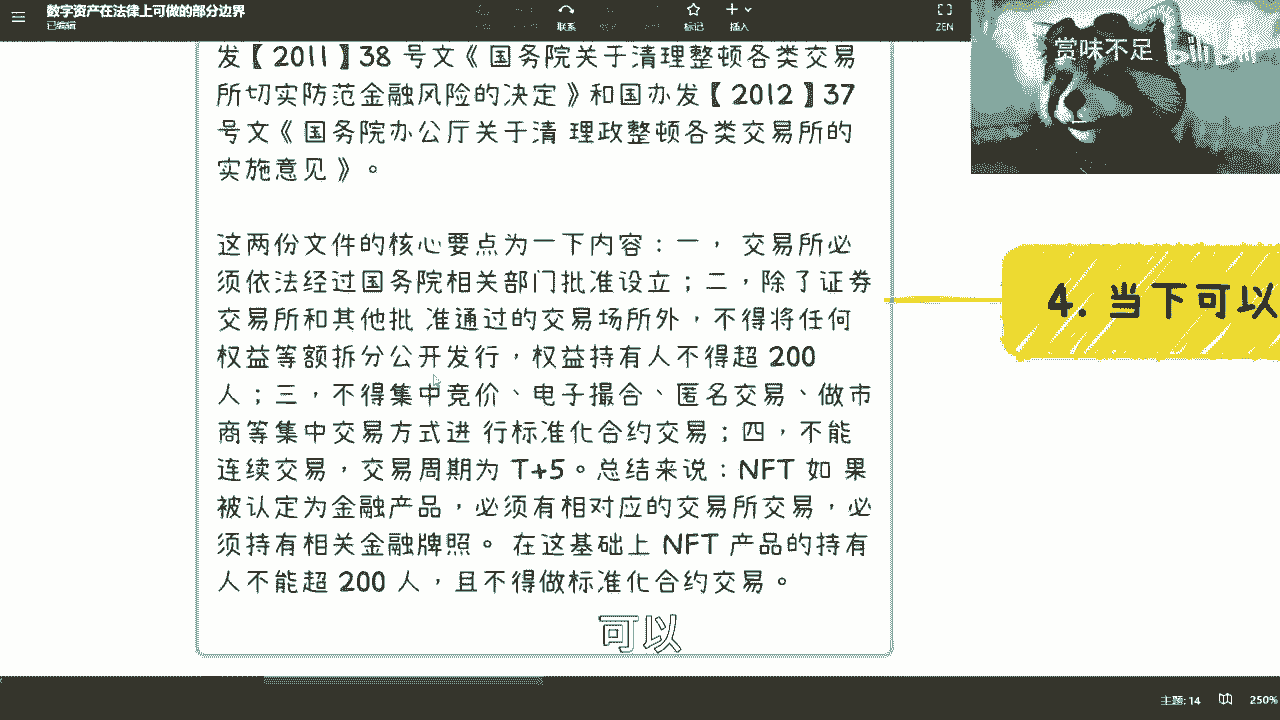 数字资产在法律上可做的部分边界
已编辑
联系
标记
插入
ZEN
赏味不足
bilibili
发【2011】38 号文《国务院关于清理整顿各类交易
所切实防范金融风险的决定》和国办发【2012】37
号文《国务院办公厅关于清 理政整顿各类交易所的
实施意见》。
这两份文件的核心要点为一下内容：一， 交易所必
须依法经过国务院相关部门批准设立；二，除了证券
交易所和其他批 准通过的交易场所外，不得将任何
权益等额拆分公开发行，权益持有人不得超 200
人；三，不得集中竞价、电子撮合、匿名交易、做市
商等集中交易方式进 行标准化合约交易；四，不能
连续交易，交易周期为 T+5。总结来说：NFT 如 果
被认定为金融产品，必须有相对应的交易所交易，必
须持有相关金融牌照。 在这基础上 NFT 产品的持有
人不能超 200 人，且不得做标准化合约交易。
4. 当下可以
可以
主题: 14
250%